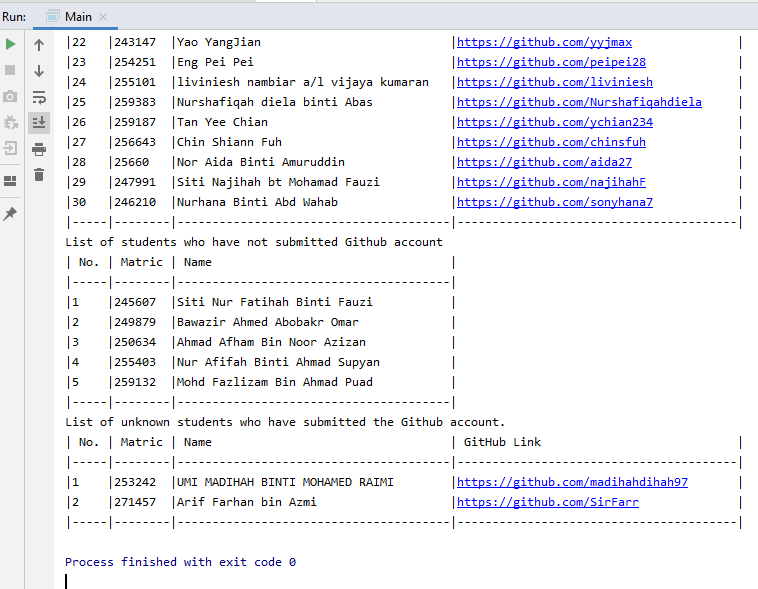 Run: Main
|22 |243147 |Yao YangJian |https://github.com/yyjmax |
|23 |254251 |Eng Pei Pei |https://github.com/peipei28 |
|24 |255101 |liviniesh nambiar a/l vijaya kumaran |https://github.com/liviniesh |
|25 |259383 |Nurshafiqah diela binti Abas |https://github.com/Nurshafiqahdiela |
|26 |259187 |Tan Yee Chian |https://github.com/ychian234 |
|27 |256643 |Chin Shiann Fuh |https://github.com/chinsfuh |
|28 |25660 |Nor Aida Binti Amuruddin |https://github.com/aida27 |
|29 |247991 |Siti Najihah bt Mohamad Fauzi |https://github.com/najihahF |
|30 |246210 |Nurhana Binti Abd Wahab |https://github.com/sonyhana7 |
|-----|--------|---------------------------------------|----------------------------------------|
List of students who have not submitted Github account
| No. | Matric | Name |
|-----|--------|---------------------------------------|
|1 |245607 |Siti Nur Fatihah Binti Fauzi |
|2 |249879 |Bawazir Ahmed Abobakr Omar |
|3 |250634 |Ahmad Afham Bin Noor Azizan |
|4 |255403 |Nur Afifah Binti Ahmad Supyan |
|5 |259132 |Mohd Fazlizam Bin Ahmad Puad |
|-----|--------|---------------------------------------|
List of unknown students who have submitted the Github account.
| No. | Matric | Name | GitHub Link |
|-----|--------|---------------------------------------|----------------------------------------|
|1 |253242 |UMI MADIHAH BINTI MOHAMED RAIMI |https://github.com/madihahdihah97 |
|2 |271457 |Arif Farhan bin Azmi |https://github.com/SirFarr |
|-----|--------|---------------------------------------|----------------------------------------|
Process finished with exit code 0